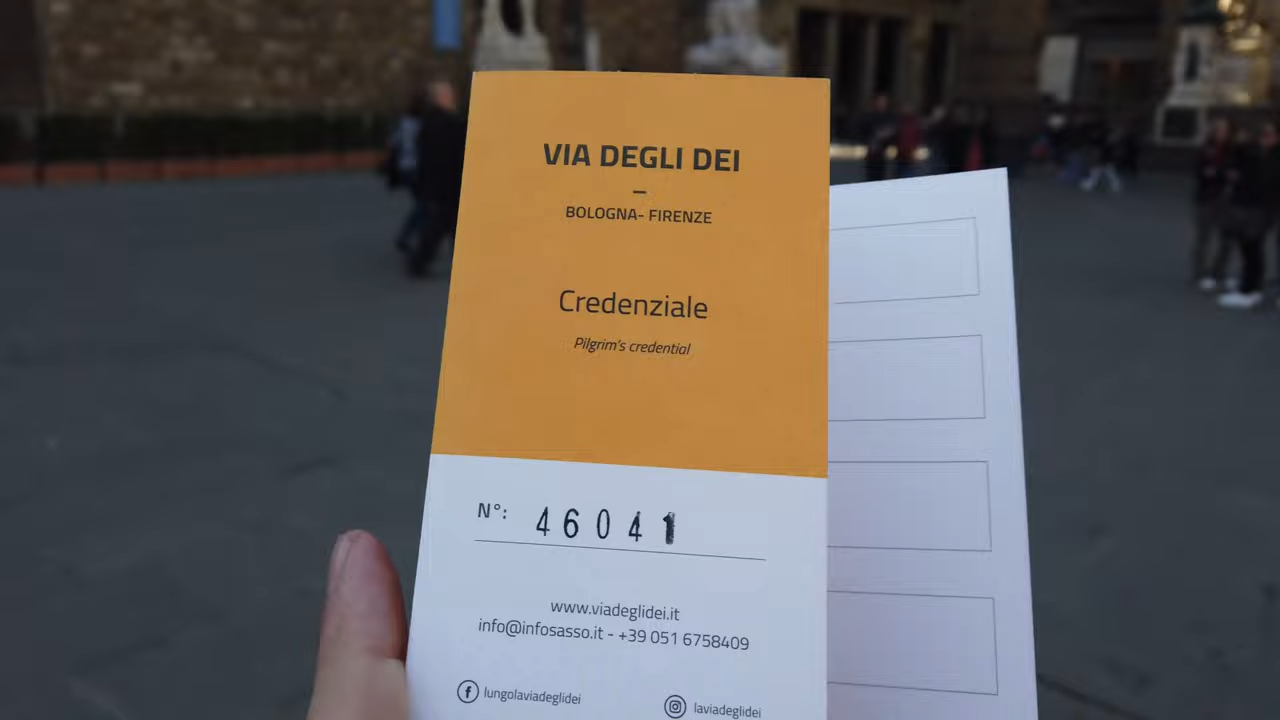 VIA DEGLI DEI
–
BOLOGNA- FIRENZE
Credenziale
Pilgrim's credential
N°: 46041
www.viadeglidei.it
info@infosasso.it - +39 051 6758409
lungolaviadeglidei
laviadeglidei